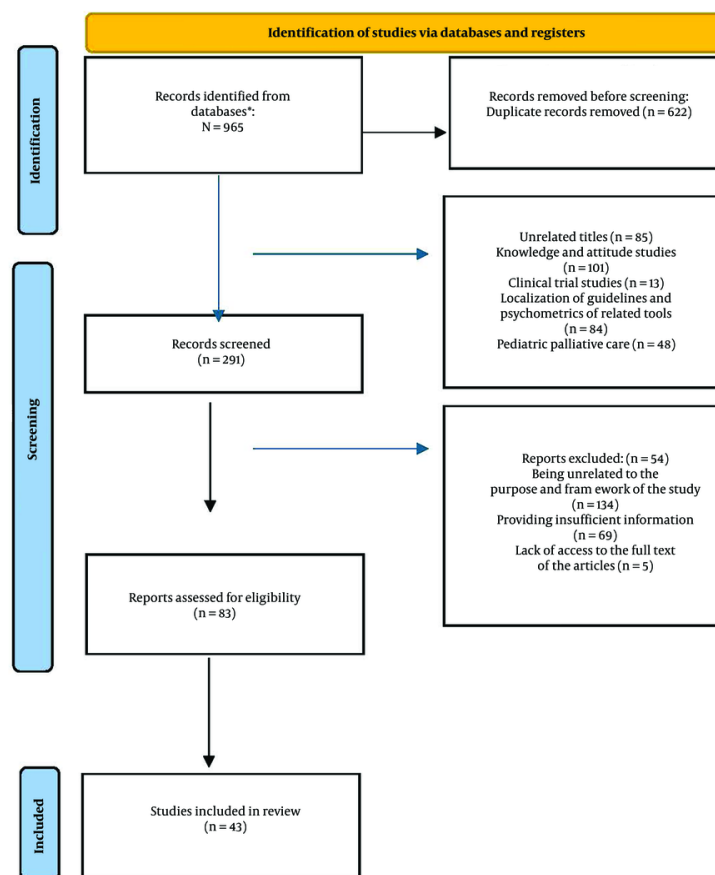 Identification of studies via databases and registers
Identification
Records identified from
databases*:
N = 965
Records removed before screening:
Duplicate records removed (n = 622)
Unrelated titles (n = 85)
Knowledge and attitude studies
(n = 101)
Clinical trial studies (n = 13)
Localization of guidelines and
psychometrics of related tools
(n = 84)
Pediatric palliative care (n = 48)
Screening
Records screened
(n = 291)
Reports excluded: (n = 54)
Being unrelated to the
purpose and fram ework of the study
(n = 134)
Providing insufficient information
(n = 69)
Lack of access to the full text
of the articles (n = 5)
Reports assessed for eligibility
(n = 83)
Included
Studies included in review
(n = 43)